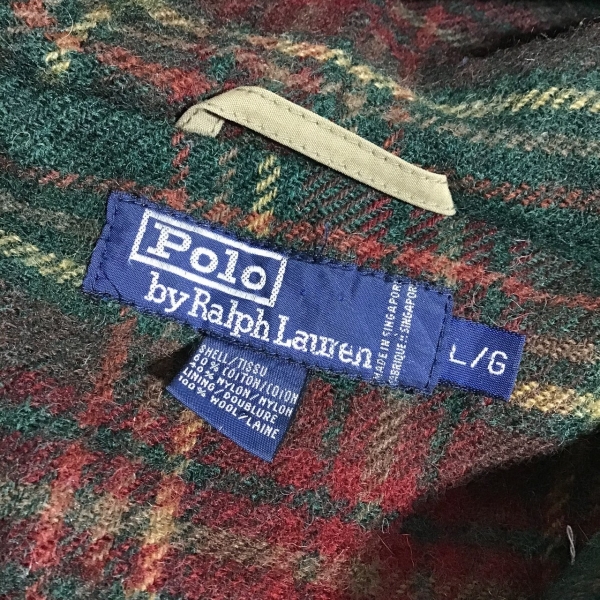 Polo
by Ralph Lauren
MADE IN SINGAPORE
FABRIQUE À SINGAPOUR
L/G
SHELL/TISSU
60% COTTON/COTON
40% NYLON/NYLON
LINING/DOUBLURE
100% WOOL/LAINE